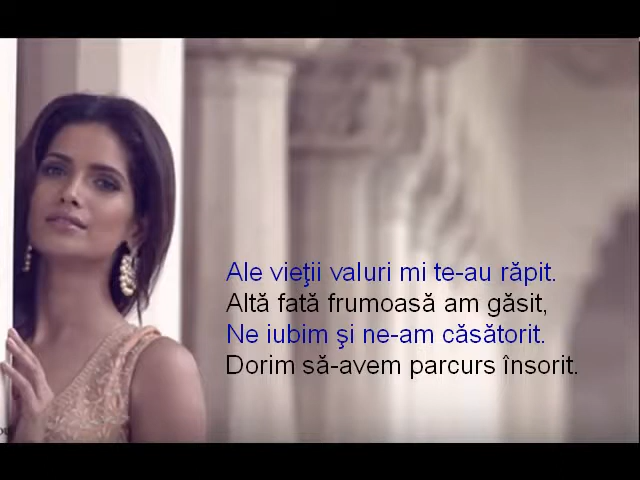 Ale vieţii valuri mi te-au răpit.
Altă fată frumoasă am găsit,
Ne iubim şi ne-am căsătorit.
Dorim să-avem parcurs însorit.